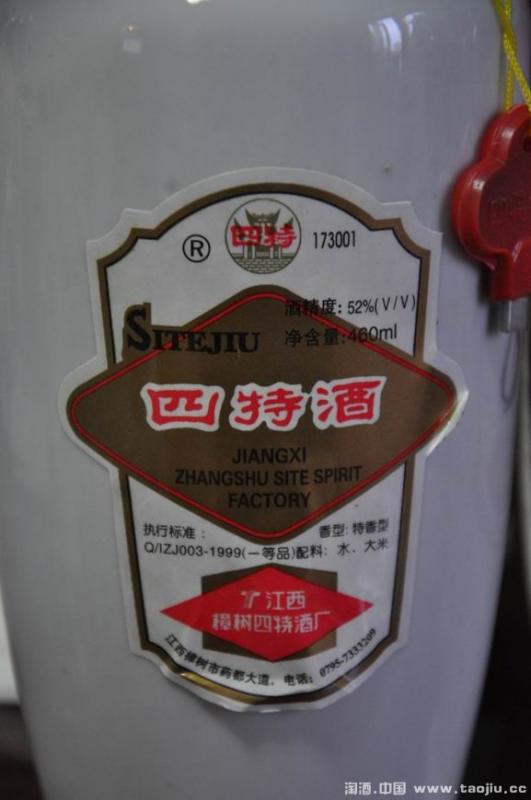 四特
® 173001
酒精度: 52%(V/V)
SITEJIU 净含量:460ml
四特酒
JIANGXI
ZHANGSHU SITE SPIRIT
FACTORY
执行标准: 香型: 特香型
Q/IZJ003-1999(一等品)配料: 水、大米
江西
樟树四特酒厂
江西樟树市药都大道。电话: 0795-7333209
淘酒.中国 www.taojiu.cc